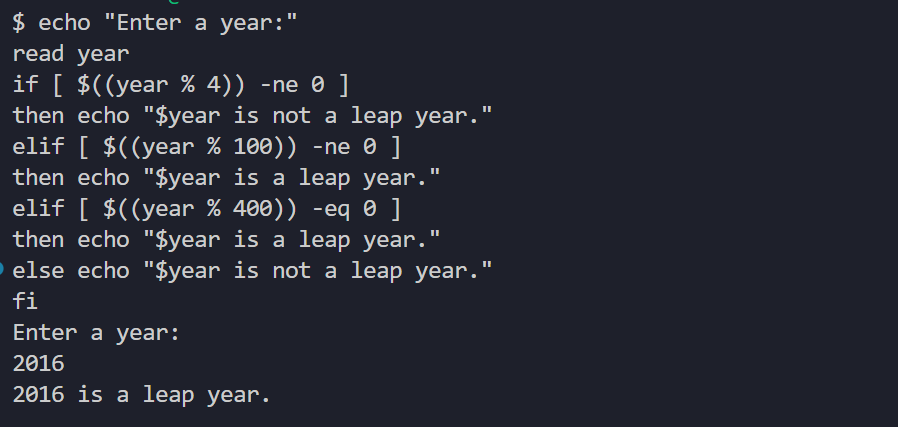 $ echo "Enter a year:"
read year
if [ $((year % 4)) -ne 0 ]
then echo "$year is not a leap year."
elif [ $((year % 100)) -ne 0 ]
then echo "$year is a leap year."
elif [ $((year % 400)) -eq 0 ]
then echo "$year is a leap year."
else echo "$year is not a leap year."
fi
Enter a year:
2016
2016 is a leap year.